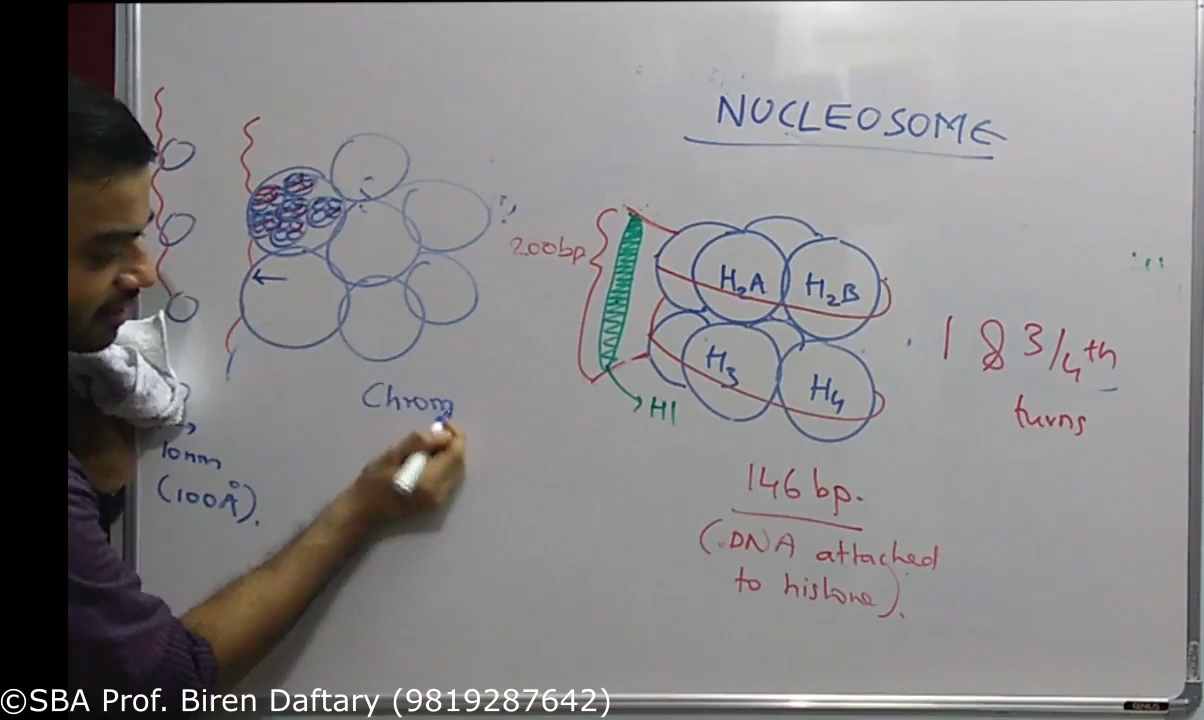 NUCLEOSOME
200bp
H₂A
H₂B
H₃
H₄
H1
1 & 3/4th
turns
Chrom
10nm
(100Å).
146 bp.
(DNA attached
to histone).
©SBA Prof. Biren Daftary (9819287642)
GENIUS